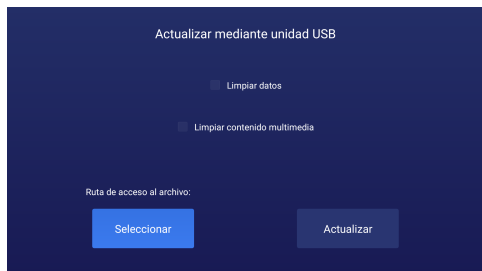 Actualizar mediante unidad USB
Limpiar datos
Limpiar contenido multimedia
Ruta de acceso al archivo:
Seleccionar
Actualizar